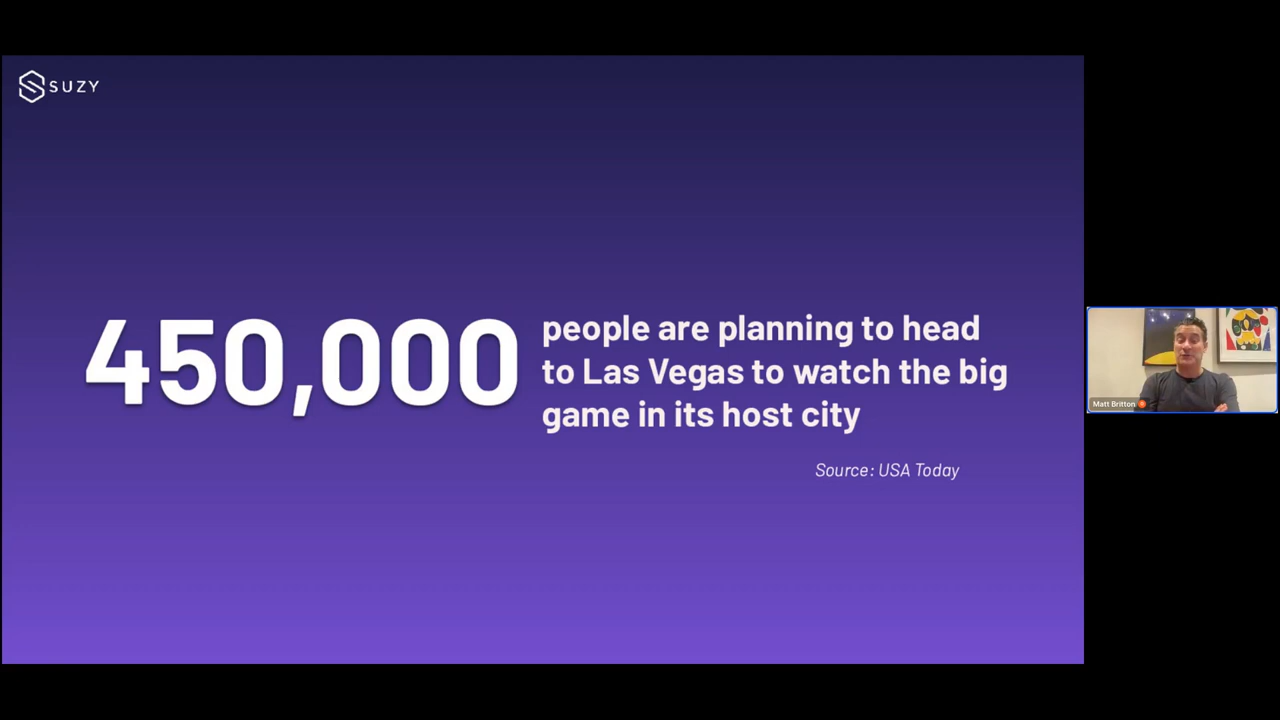 SUZY
450,000
people are planning to head
to Las Vegas to watch the big
game in its host city
Source: USA Today
Matt Britton